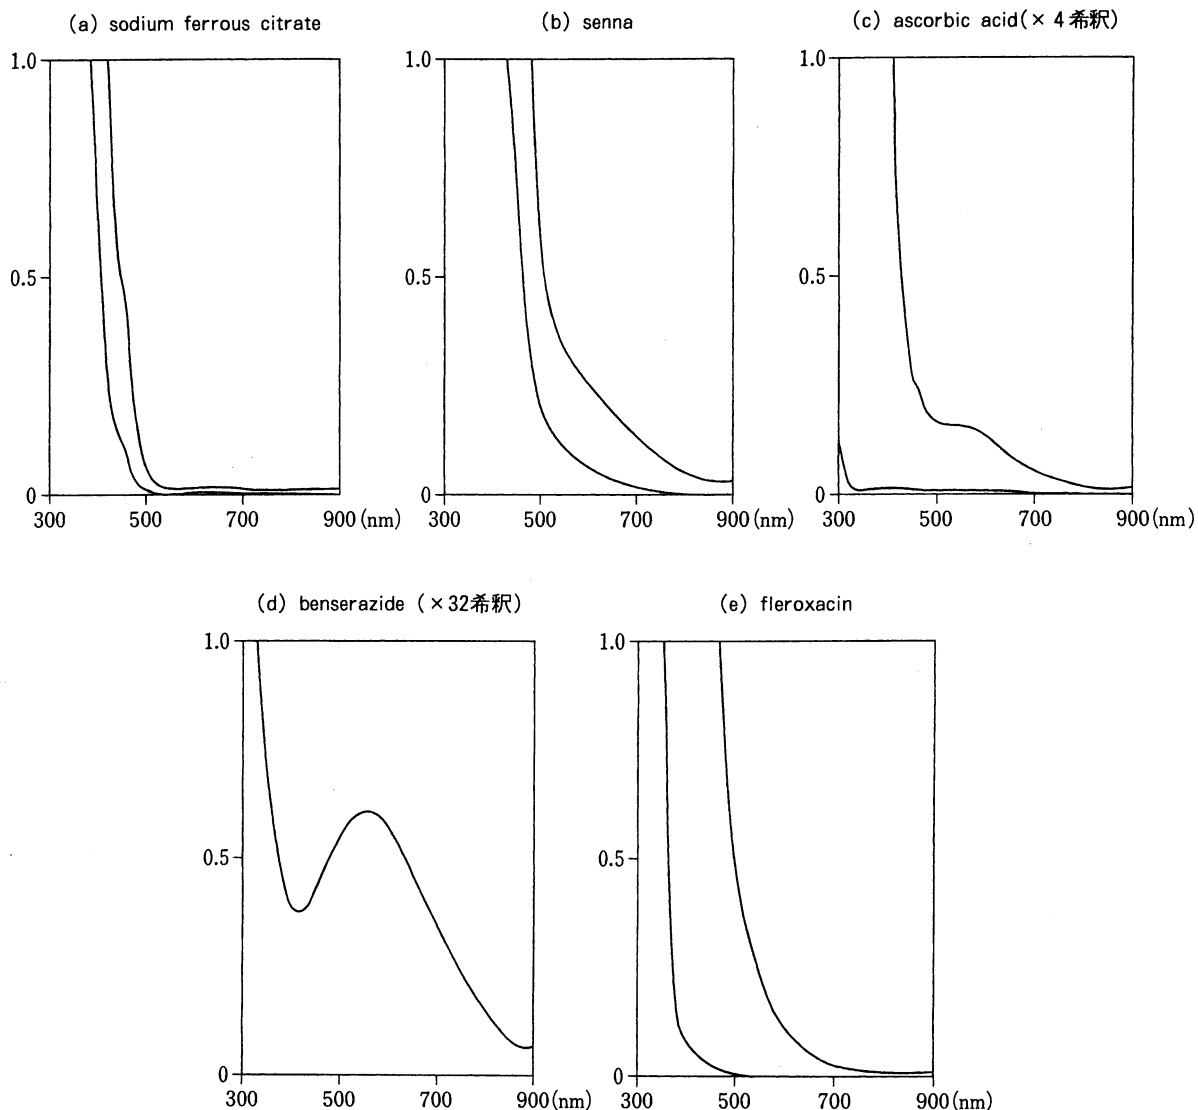 (a) sodium ferrous citrate
1.0
0.5
0
300 500 700 900(nm)
(b) senna
1.0
0.5
0
300 500 700 900(nm)
(c) ascorbic acid(×4希釈)
1.0
0.5
0
300 500 700 900(nm)
(d) benserazide (×32希釈)
1.0
0.5
0
300 500 700 900(nm)
(e) fleroxacin
1.0
0.5
0
300 500 700 900(nm)